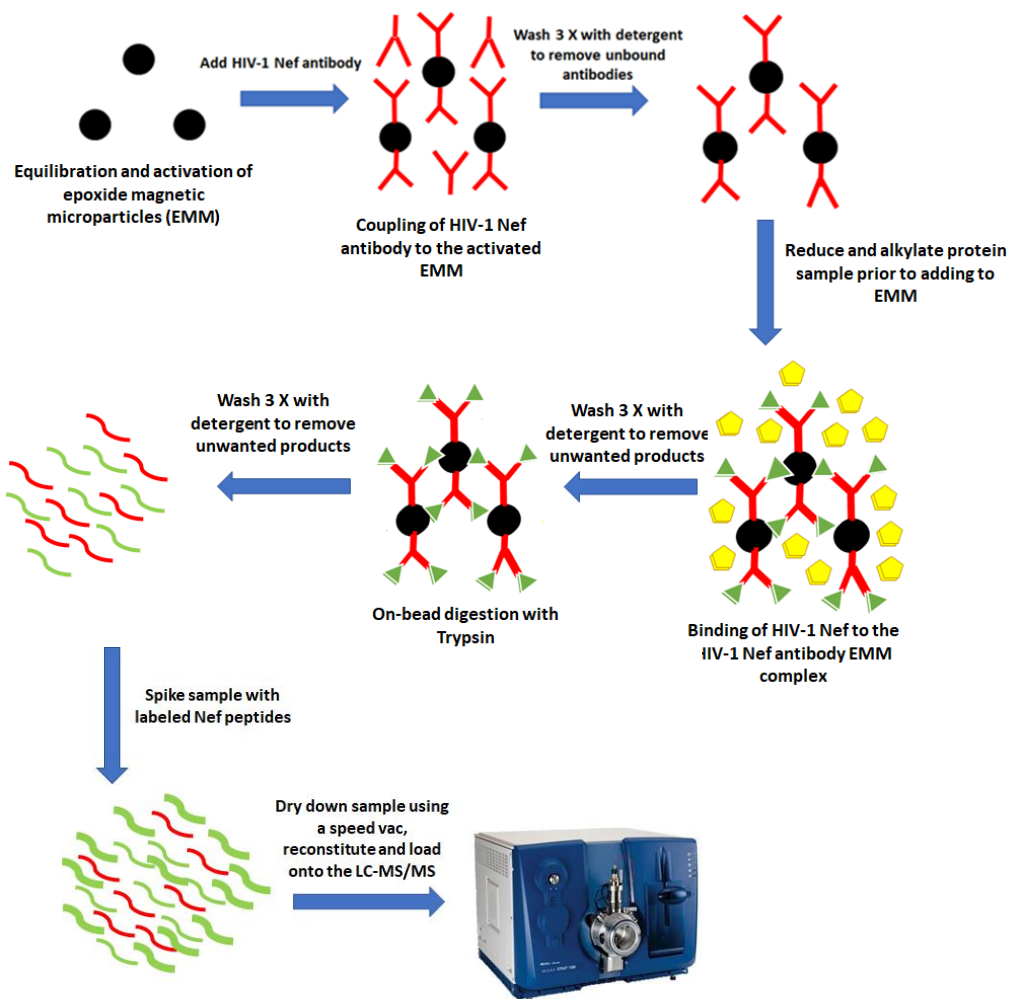 Add HIV-1 Nef antibody
Wash 3 X with detergent
to remove unbound
antibodies
Equilibration and activation of
epoxide magnetic
microparticles (EMM)
Coupling of HIV-1 Nef
antibody to the activated
EMM
Reduce and alkylate protein
sample prior to adding to
EMM
Wash 3 X with
detergent to remove
unwanted products
Wash 3 X with
detergent to remove
unwanted products
On-bead digestion with
Trypsin
Binding of HIV-1 Nef to the
HIV-1 Nef antibody EMM
complex
Spike sample with
labeled Nef peptides
Dry down sample using
a speed vac,
reconstitute and load
onto the LC-MS/MS